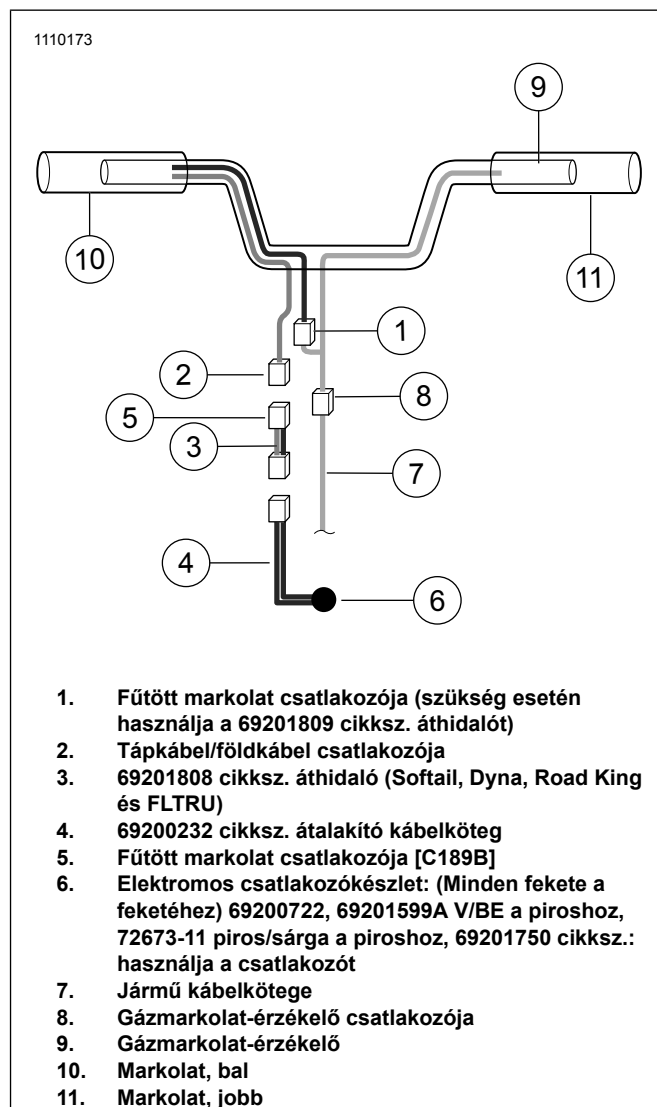 1110173
9
10
11
1
2
8
5
3
7
4
6
1. Fűtött markolat csatlakozója (szükség esetén
használja a 69201809 cikksz. áthidalót)
2. Tápkábel/földkábel csatlakozója
3. 69201808 cikksz. áthidaló (Softail, Dyna, Road King
és FLTRU)
4. 69200232 cikksz. átalakító kábelköteg
5. Fűtött markolat csatlakozója [C189B]
6. Elektromos csatlakozókészlet: (Minden fekete a
feketéhez) 69200722, 69201599A V/BE a piroshoz,
72673-11 piros/sárga a piroshoz, 69201750 cikksz.:
használja a csatlakozót
7. Jármű kábelkötege
8. Gázmarkolat-érzékelő csatlakozója
9. Gázmarkolat-érzékelő
10. Markolat, bal
11. Markolat, jobb